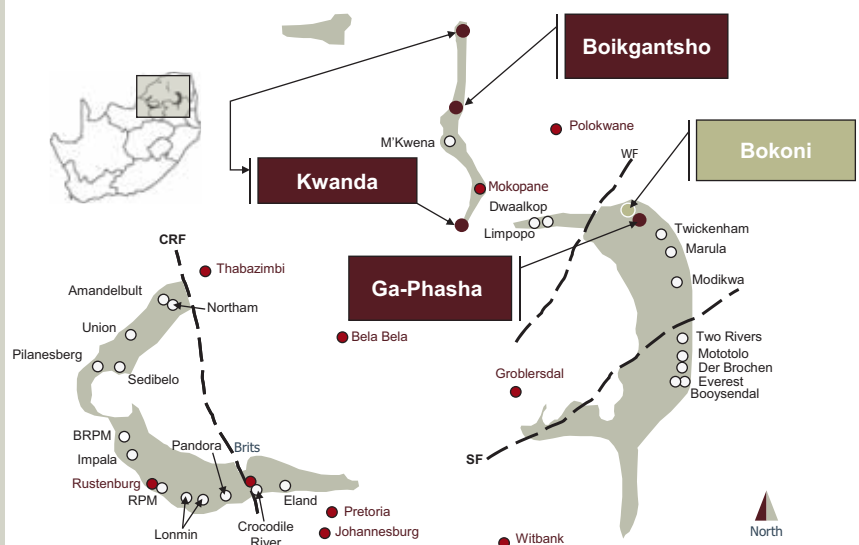 Boikgantsho
Polokwane
M'Kwena
WF
Bokoni
Kwanda
Mokopane
Dwaalkop
Limpopo
Twickenham
Marula
CRF
Thabazimbi
Ga-Phasha
Modikwa
Amandelbult
Northam
Union
Bela Bela
Two Rivers
Mototolo
Pilanesberg
Sedibelo
Groblersdal
Der Brochen
Everest
Booysendal
BRPM
Pandora
Brits
Impala
SF
Rustenburg
RPM
Eland
Pretoria
Lonmin
Crocodile
River
Johannesburg
Witbank
North